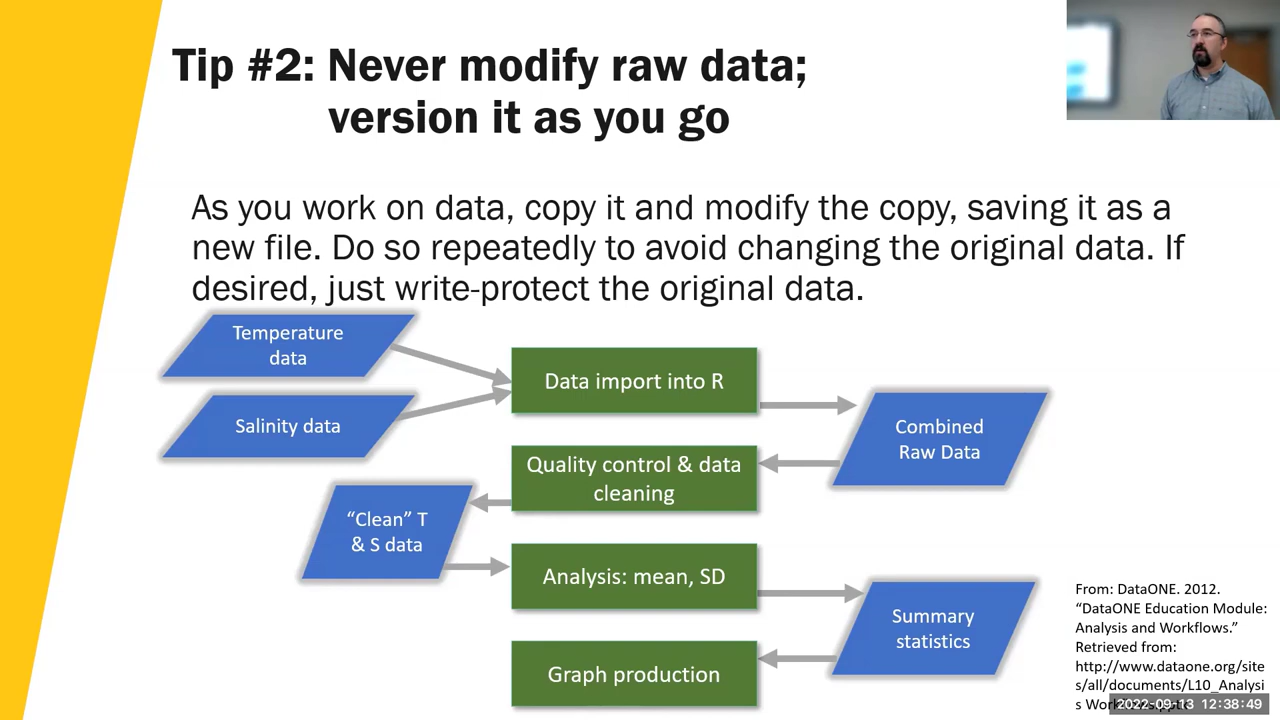 Tip #2: Never modify raw data;
version it as you go
As you work on data, copy it and modify the copy, saving it as a
new file. Do so repeatedly to avoid changing the original data. If
desired, just write-protect the original data.
Temperature
data
Salinity data
Data import into R
Combined
Raw Data
Quality control & data
cleaning
“Clean” T
& S data
Analysis: mean, SD
Summary
statistics
Graph production
From: DataONE. 2012.
“DataONE Education Module:
Analysis and Workflows.”
Retrieved from:
http://www.dataone.org/site
s/all/documents/L10_Analysi
s
2022-09-13 12:38:49